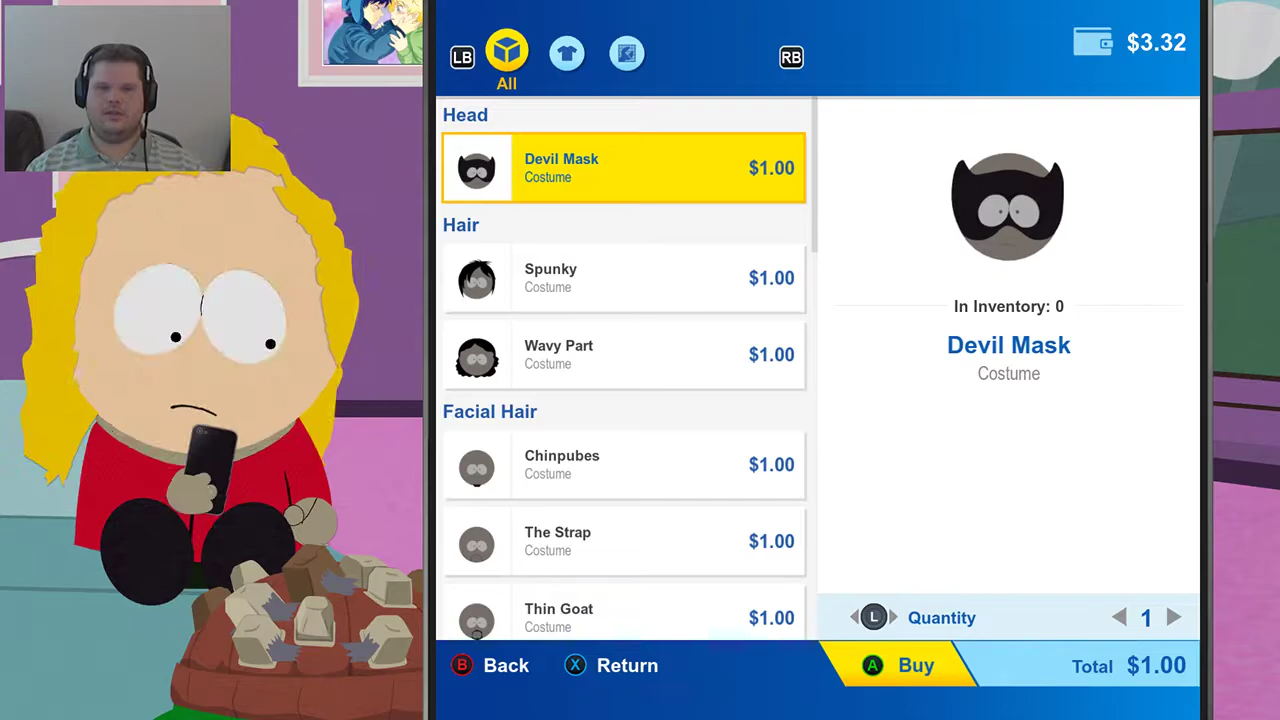 LB
RB
All
$3.32
Head
Devil Mask
Costume
$1.00
Hair
Spunky
Costume
$1.00
Wavy Part
Costume
$1.00
Facial Hair
Chinpubes
Costume
$1.00
The Strap
Costume
$1.00
Thin Goat
Costume
$1.00
In Inventory: 0
Devil Mask
Costume
L Quantity 1
B Back X Return
A Buy
Total $1.00